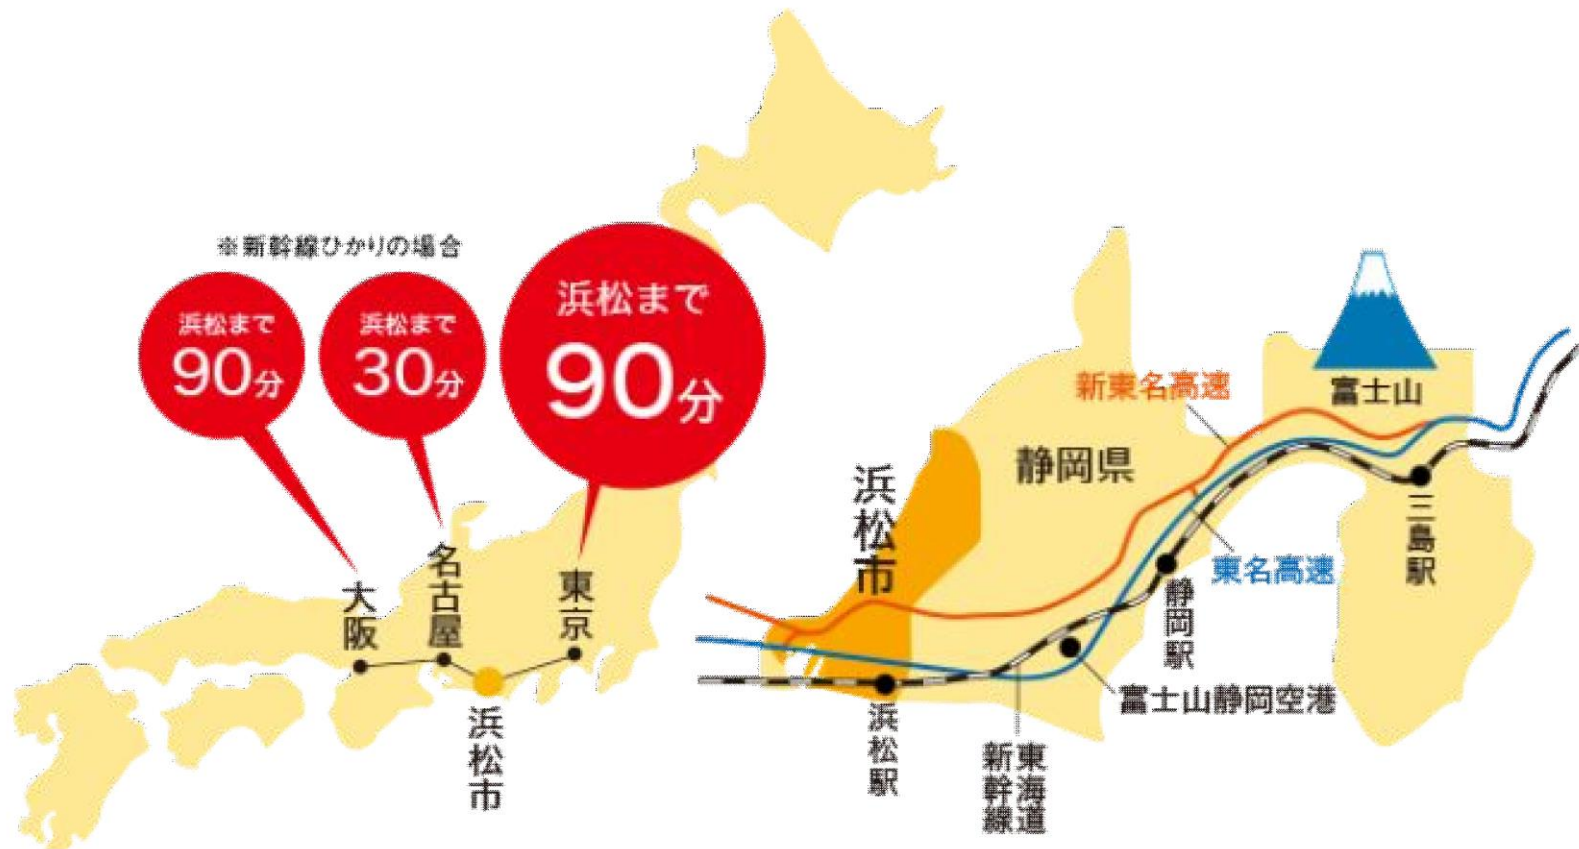 ※新幹線ひかりの場合
浜松まで
90分
浜松まで
30分
浜松まで
90分
大阪
名古屋
東京
浜松市
富士山
新東名高速
静岡県
浜松市
三島駅
東名高速
静岡駅
富士山静岡空港
浜松駅
東海道
新幹線